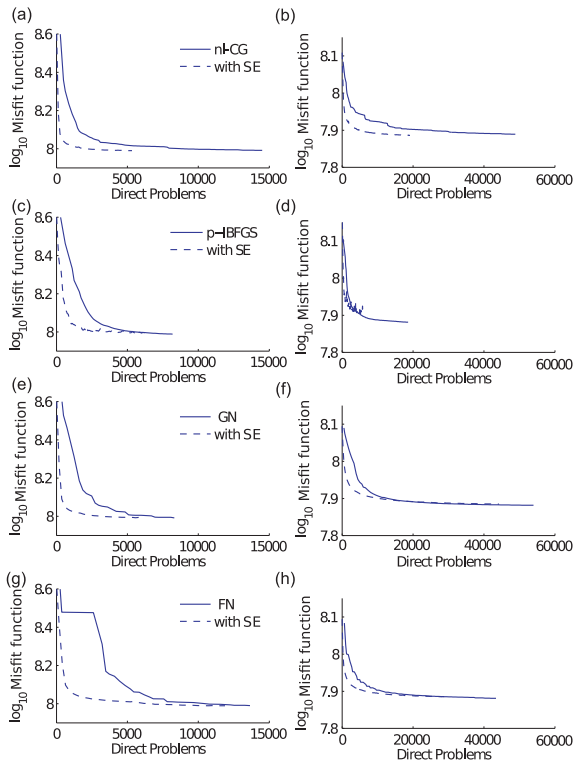 (a)
8.6
8.4
8.2
8
log10 Misfit function
nl-CG
with SE
0 5000 10000 15000
Direct Problems
(b)
8.1
8
7.9
7.8
log10 Misfit function
0 20000 40000 60000
Direct Problems
(c)
8.6
8.4
8.2
8
log10 Misfit function
p-lBFGS
with SE
0 5000 10000 15000
Direct Problems
(d)
8.1
8
7.9
7.8
log10 Misfit function
0 20000 40000 60000
Direct Problems
(e)
8.6
8.4
8.2
8
log10 Misfit function
GN
with SE
0 5000 10000 15000
Direct Problems
(f)
8.1
8
7.9
7.8
log10 Misfit function
0 20000 40000 60000
Direct Problems
(g)
8.6
8.4
8.2
8
log10 Misfit function
FN
with SE
0 5000 10000 15000
Direct Problems
(h)
8.1
8
7.9
7.8
log10 Misfit function
0 20000 40000 60000
Direct Problems